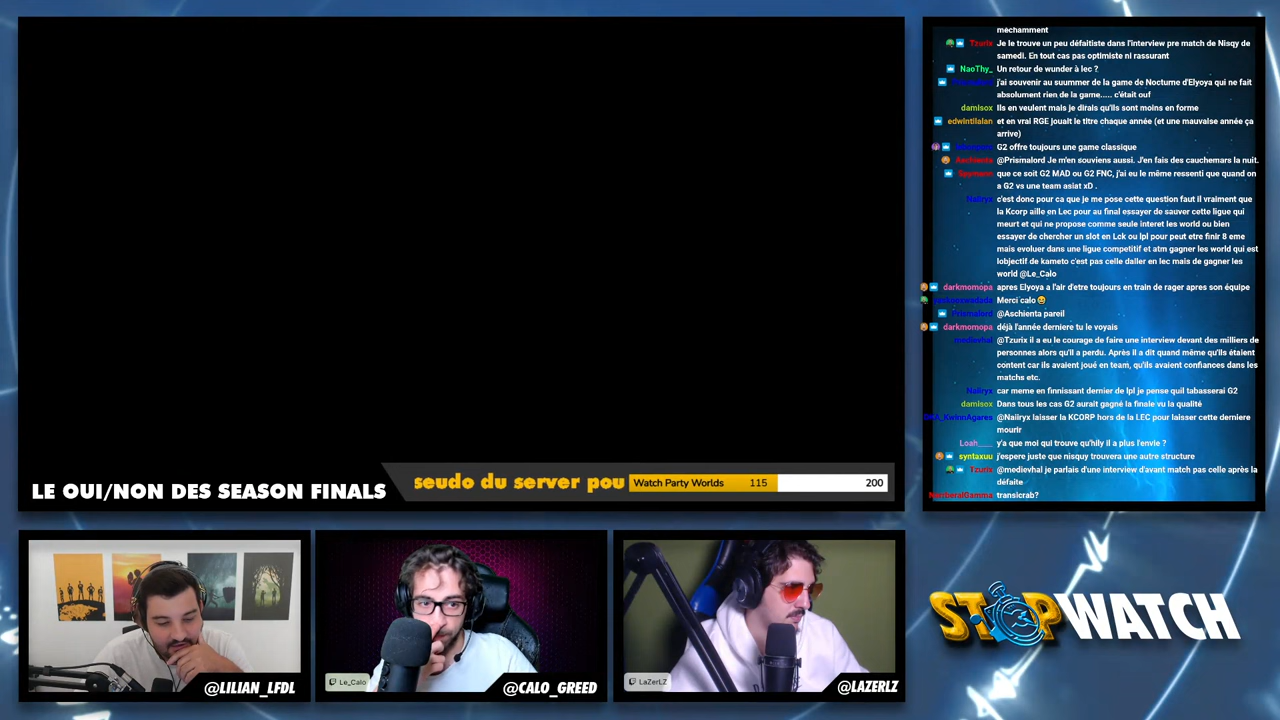 LE OUI/NON DES SEASON FINALS
seudo du server pou
Watch Party Worlds 115 200
@LILIAN_LFDL
Le_Calo
@CALO_GREED
LaZerLZ
@LAZERLZ
STOPWATCH
méchamment
Tzurix Je le trouve un peu défaitiste dans l'interview pre match de Nisqy de
samedi. En tout cas pas optimiste ni rassurant
NaoThy_ Un retour de wunder à lec ?
j'ai souvenir au suummer de la game de Nocturne d'Elyoya qui ne fait
absolument rien de la game..... c'était ouf
damisox Ils en veulent mais je dirais qu'ils sont moins en forme
edwintilalan et en vrai RGE jouait le titre chaque année (et une mauvaise année ça
arrive)
G2 offre toujours une game classique
Aschienta @Prismalord Je m'en souviens aussi. J'en fais des cauchemars la nuit.
que ce soit G2 MAD ou G2 FNC, j'ai eu le même ressenti que quand on
a G2 vs une team asiat xD .
Naiiryx c'est donc pour ca que je me pose cette question faut il vraiment que
la Kcorp aille en Lec pour au final essayer de sauver cette ligue qui
meurt et qui ne propose comme seule interet les world ou bien
essayer de chercher un slot en Lck ou lpl pour peut etre finir 8 eme
mais evoluer dans une ligue competitif et atm gagner les world qui est
lobjectif de kameto c'est pas celle daller en lec mais de gagner les
world @Le_Calo
darkmomopa apres Elyoya a l'air d'etre toujours en train de rager apres son équipe
Merci calo
Prismalord @Aschienta pareil
darkmomopa déjà l'année derniere tu le voyais
medievhal @Tzurix il a eu le courage de faire une interview devant des milliers de
personnes alors qu'il a perdu. Après il a dit quand même qu'ils étaient
content car ils avaient joué en team, qu'ils avaient confiances dans les
matchs etc.
Naiiryx car meme en finnissant dernier de lpl je pense quil tabasserai G2
damisox Dans tous les cas G2 aurait gagné la finale vu la qualité
KwinnAgares @Naiiryx laisser la KCORP hors de la LEC pour laisser cette derniere
mourir
Loah____ y'a que moi qui trouve qu'hily il a plus l'envie ?
syntaxuu j'espere juste que nisquy trouvera une autre structure
Tzurix @medievhal je parlais d'une interview d'avant match pas celle après la
défaite
transicrab?